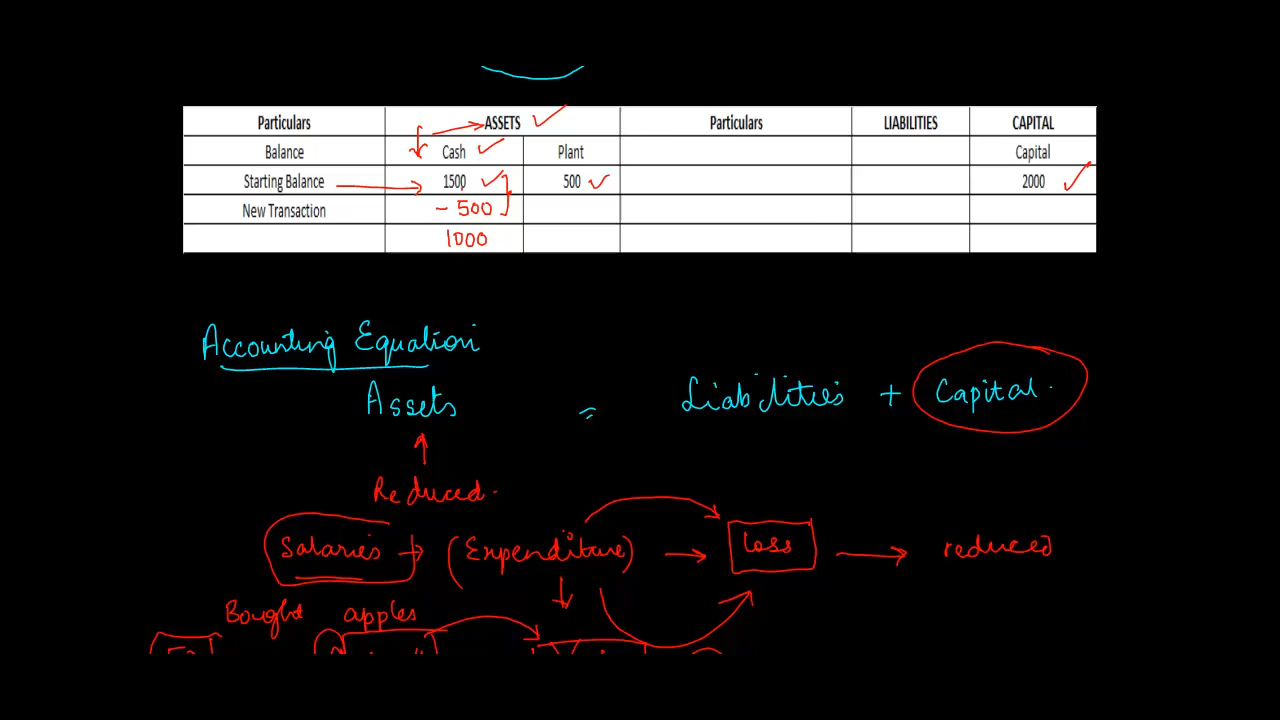 Particulars ASSETS Particulars LIABILITIES CAPITAL
Balance Cash Plant Capital
Starting Balance 1500 500 2000
New Transaction - 500
1000
Accounting Equation
Assets = Liabilities + Capital.
Reduced.
Salaries → (Expenditure) → loss → reduced
Bought apples